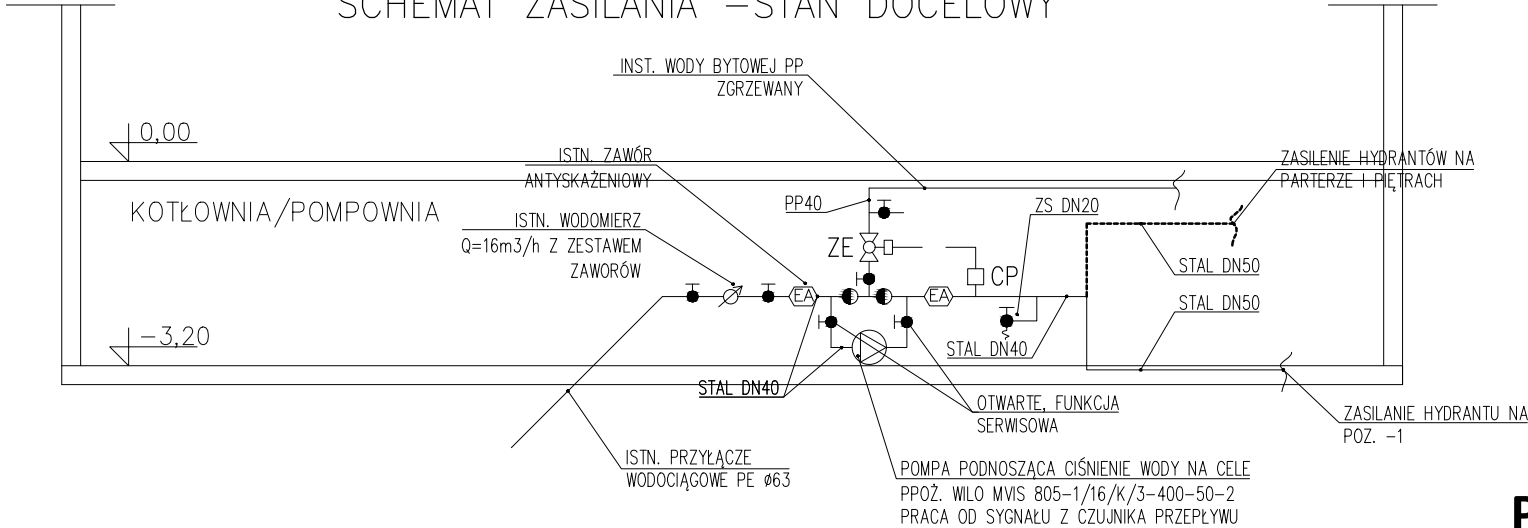 SCHEMAT ZASILANIA -STAN DOCELOWY
INST. WODY BYTOWEJ PP
ZGRZEWANY
0,00
ISTN. ZAWÓR
ANTYSKAŻENIOWY
ZASILENIE HYDRANTÓW NA
PARTERZE I PIĘTRACH
KOTŁOWNIA/POMPOWNIA
ISTN. WODOMIERZ
Q=16m3/h Z ZESTAWEM
ZAWORÓW
PP40
ZS DN20
ZE
CP
STAL DN50
EA
EA
STAL DN50
-3,20
STAL DN40
STAL DN40
OTWARTE, FUNKCJA
SERWISOWA
ZASILANIE HYDRANTU NA
POZ. -1
ISTN. PRZYŁĄCZE
WODOCIĄGOWE PE ø63
POMPA PODNOSZĄCA CIŚNIENIE WODY NA CELE
PPOŻ. WILO MVIS 805-1/16/K/3-400-50-2
PRACA OD SYGNAŁU Z CZUJNIKA PRZEPŁYWU